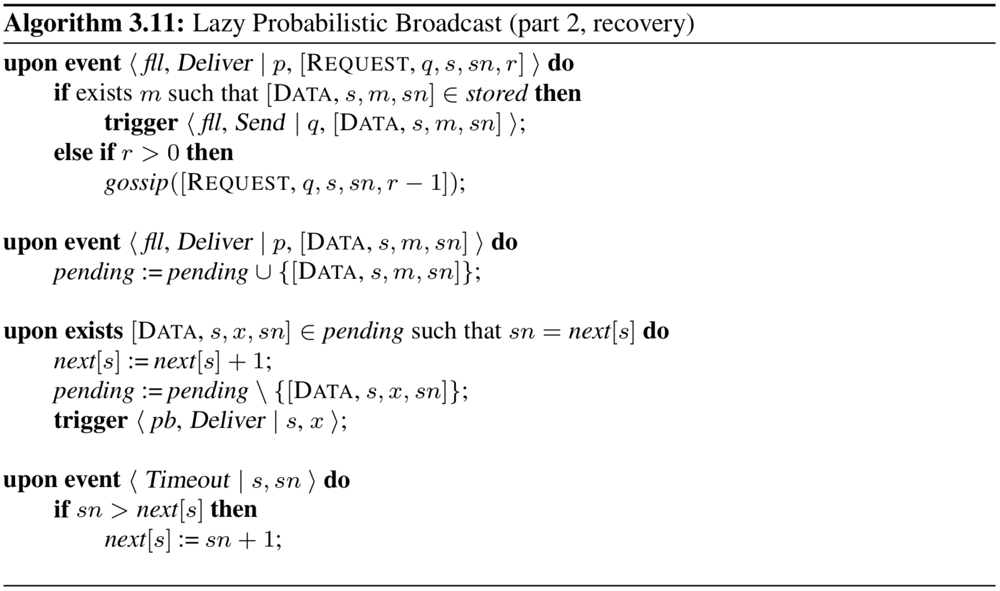 Algorithm 3.11: Lazy Probabilistic Broadcast (part 2, recovery)
upon event ⟨ fll, Deliver | p, [REQUEST, q, s, sn, r] ⟩ do
if exists m such that [DATA, s, m, sn] ∈ stored then
trigger ⟨ fll, Send | q, [DATA, s, m, sn] ⟩;
else if r > 0 then
gossip([REQUEST, q, s, sn, r − 1]);
upon event ⟨ fll, Deliver | p, [DATA, s, m, sn] ⟩ do
pending := pending ∪ {[DATA, s, m, sn]};
upon exists [DATA, s, x, sn] ∈ pending such that sn = next[s] do
next[s] := next[s] + 1;
pending := pending \ {[DATA, s, x, sn]};
trigger ⟨ pb, Deliver | s, x ⟩;
upon event ⟨ Timeout | s, sn ⟩ do
if sn > next[s] then
next[s] := sn + 1;